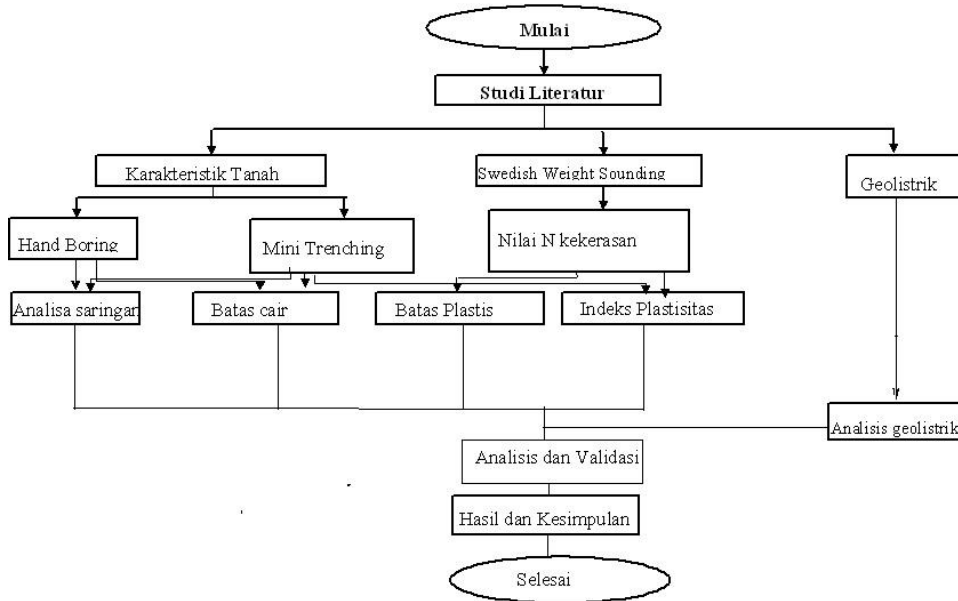 Mulai
Studi Literatur
Karakteristik Tanah
Swedish Weight Sounding
Geolistrik
Hand Boring
Mini Trenching
Nilai N kekerasan
Analisa saringan
Batas cair
Batas Plastis
Indeks Plastisitas
Analisis geolistrik
Analisis dan Validasi
Hasil dan Kesimpulan
Selesai